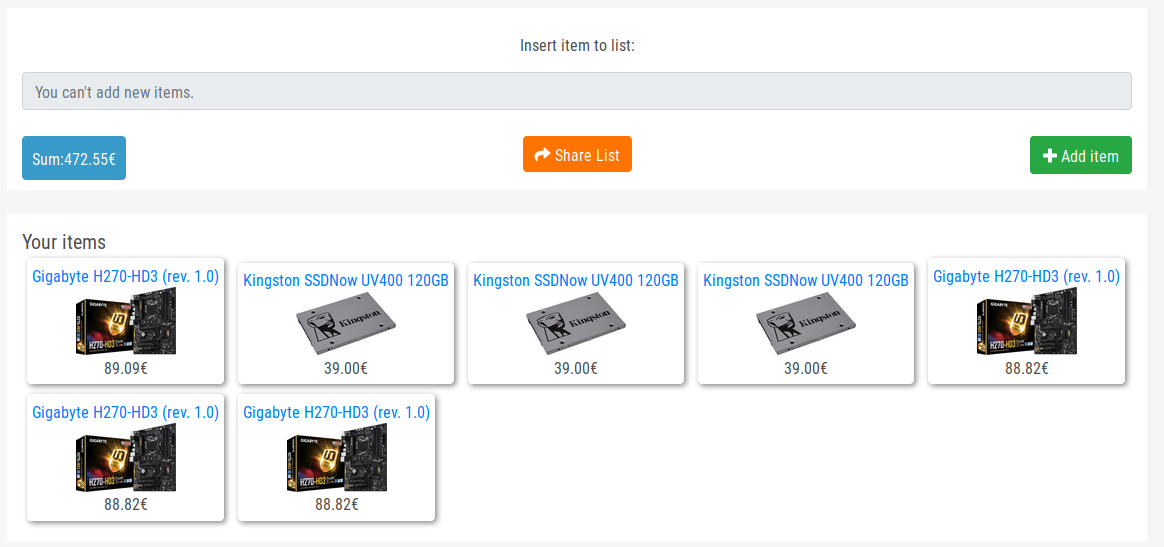 Insert item to list:
You can't add new items.
Sum:472.55€
Share List
Add item
Your items
Gigabyte H270-HD3 (rev. 1.0)
GIGABYTE
H270-HD3
89.09€
Kingston SSDNow UV400 120GB
Kingston
39.00€
Kingston SSDNow UV400 120GB
Kingston
39.00€
Kingston SSDNow UV400 120GB
Kingston
39.00€
Gigabyte H270-HD3 (rev. 1.0)
GIGABYTE
H270-HD3
88.82€
Gigabyte H270-HD3 (rev. 1.0)
GIGABYTE
H270-HD3
88.82€
Gigabyte H270-HD3 (rev. 1.0)
GIGABYTE
H270-HD3
88.82€